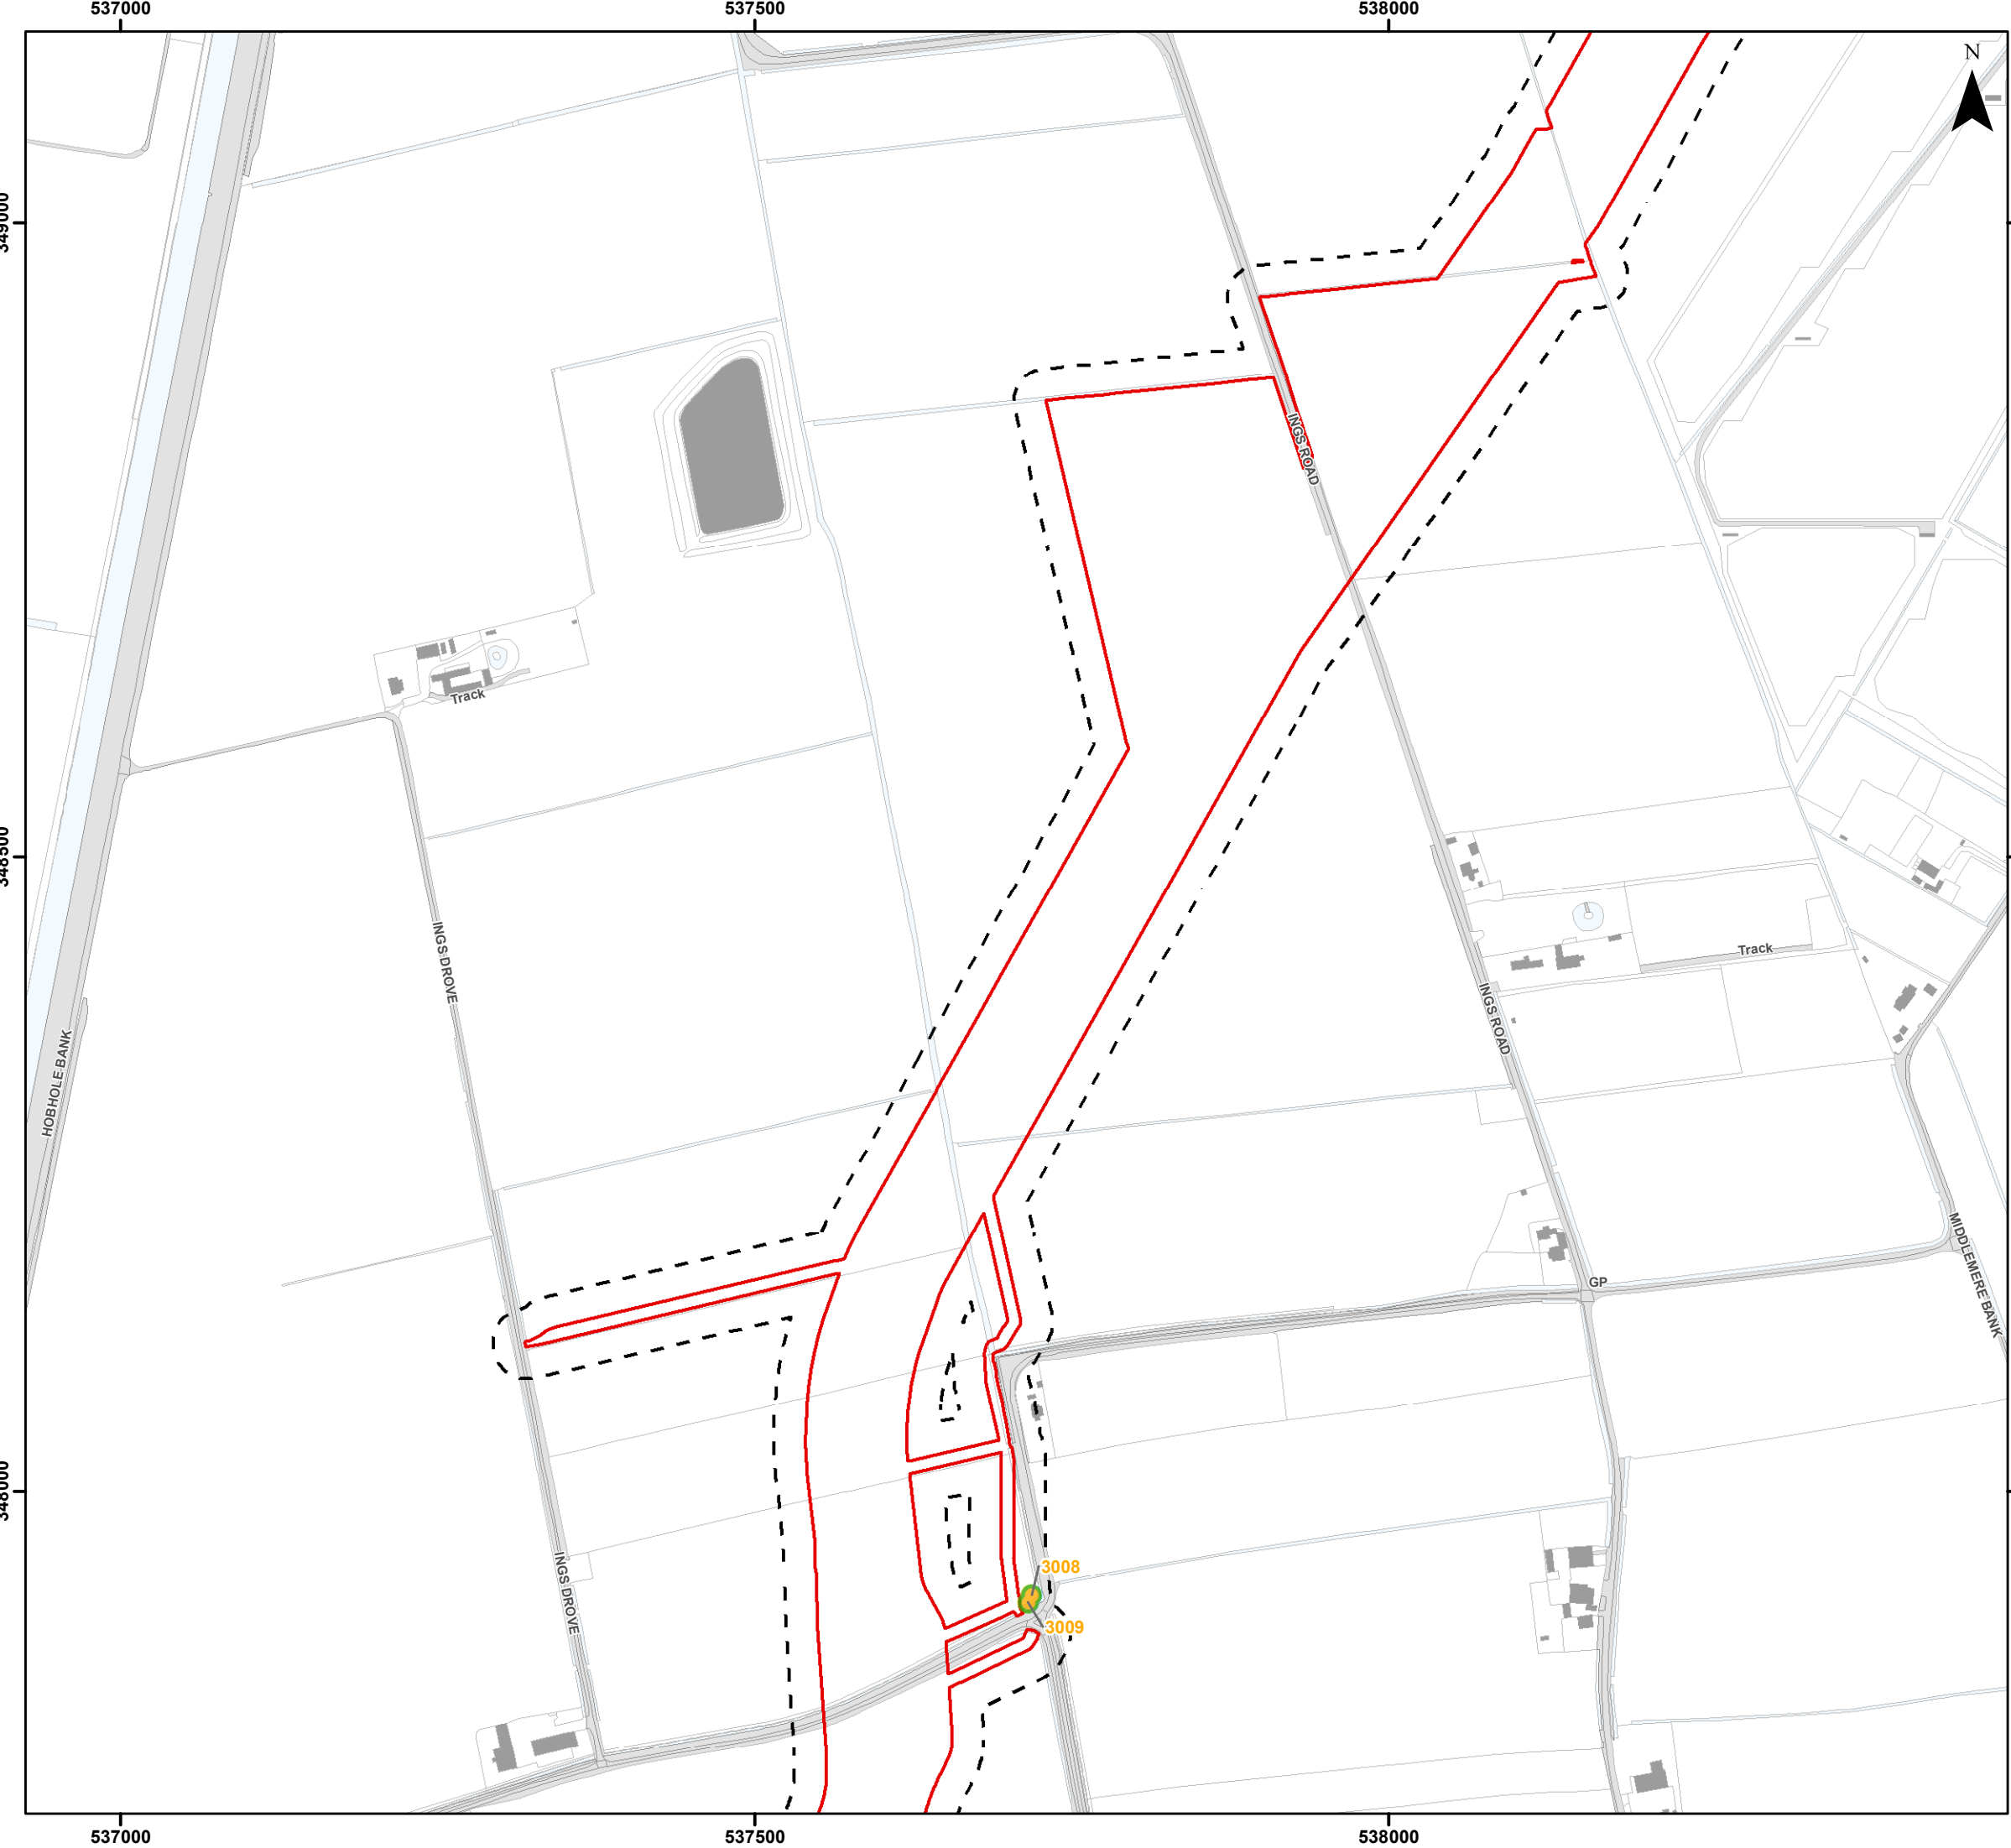 537000
537500
538000
N
349000
INGS ROAD
Track
348500
INGS DROVE
Track
INGS ROAD
HOBHOLE BANK
MIDDLEMERE BANK
GP
348000
3008
INGS DROVE
3009
537000
537500
538000